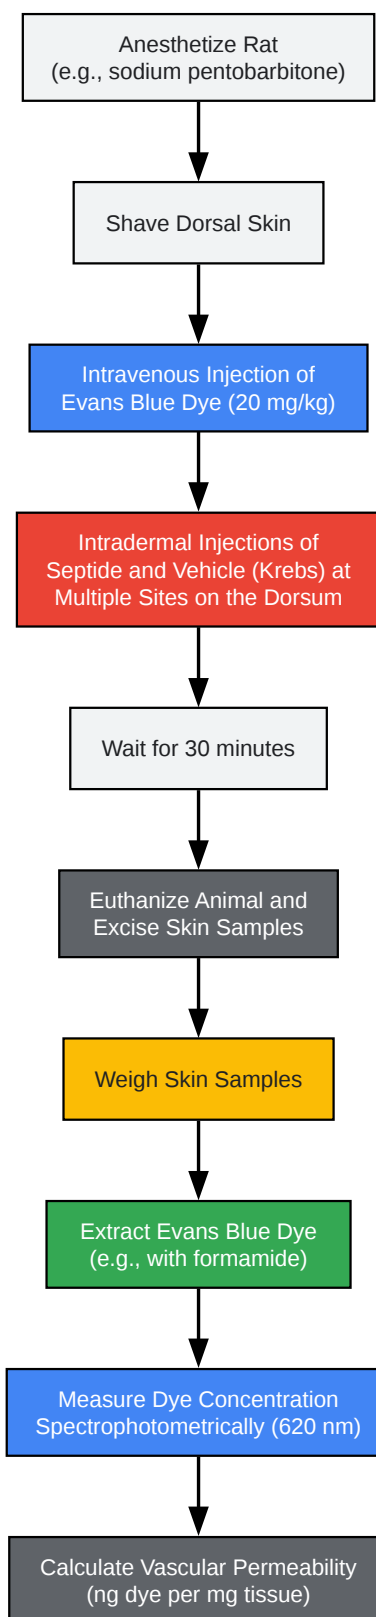 Anesthetize Rat
(e.g., sodium pentobarbitone)
Shave Dorsal Skin
Intravenous Injection of
Evans Blue Dye (20 mg/kg)
Intradermal Injections of
Septide and Vehicle (Krebs) at
Multiple Sites on the Dorsum
Wait for 30 minutes
Euthanize Animal and
Excise Skin Samples
Weigh Skin Samples
Extract Evans Blue Dye
(e.g., with formamide)
Measure Dye Concentration
Spectrophotometrically (620 nm)
Calculate Vascular Permeability
(ng dye per mg tissue)